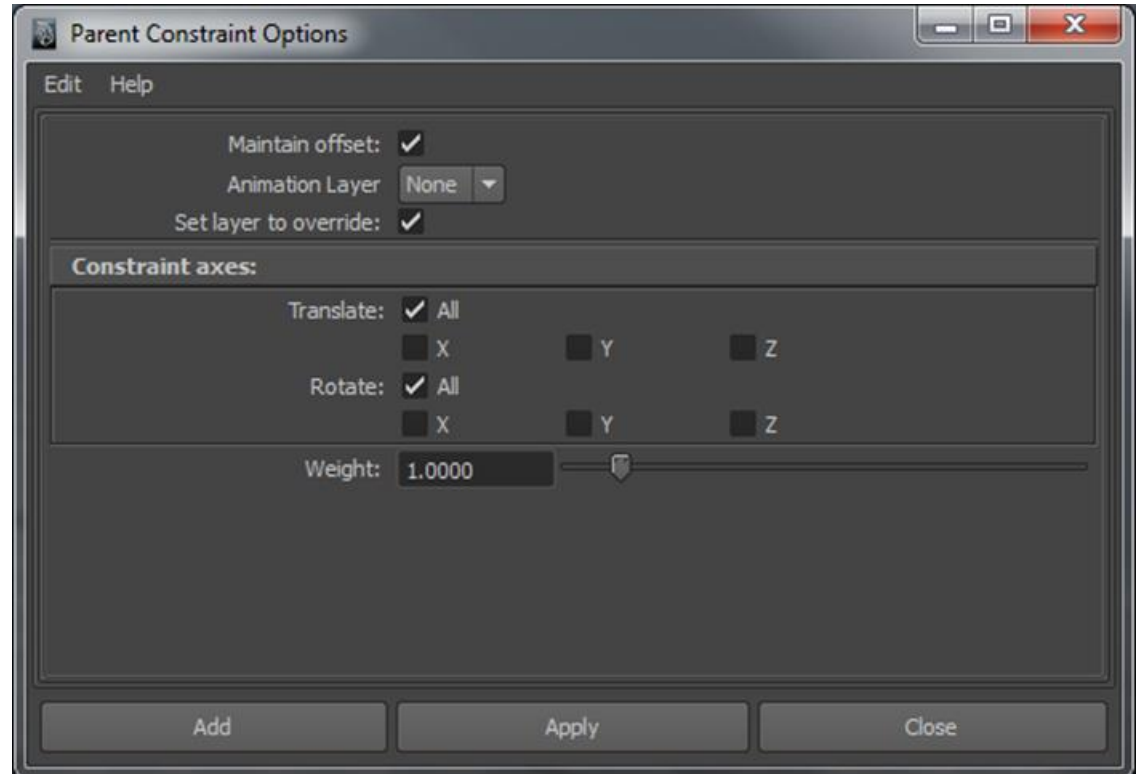 Parent Constraint Options
Edit Help
Maintain offset:
Animation Layer None
Set layer to override:
Constraint axes:
Translate: All
X Y Z
Rotate: All
X Y Z
Weight: 1.0000
Add Apply Close